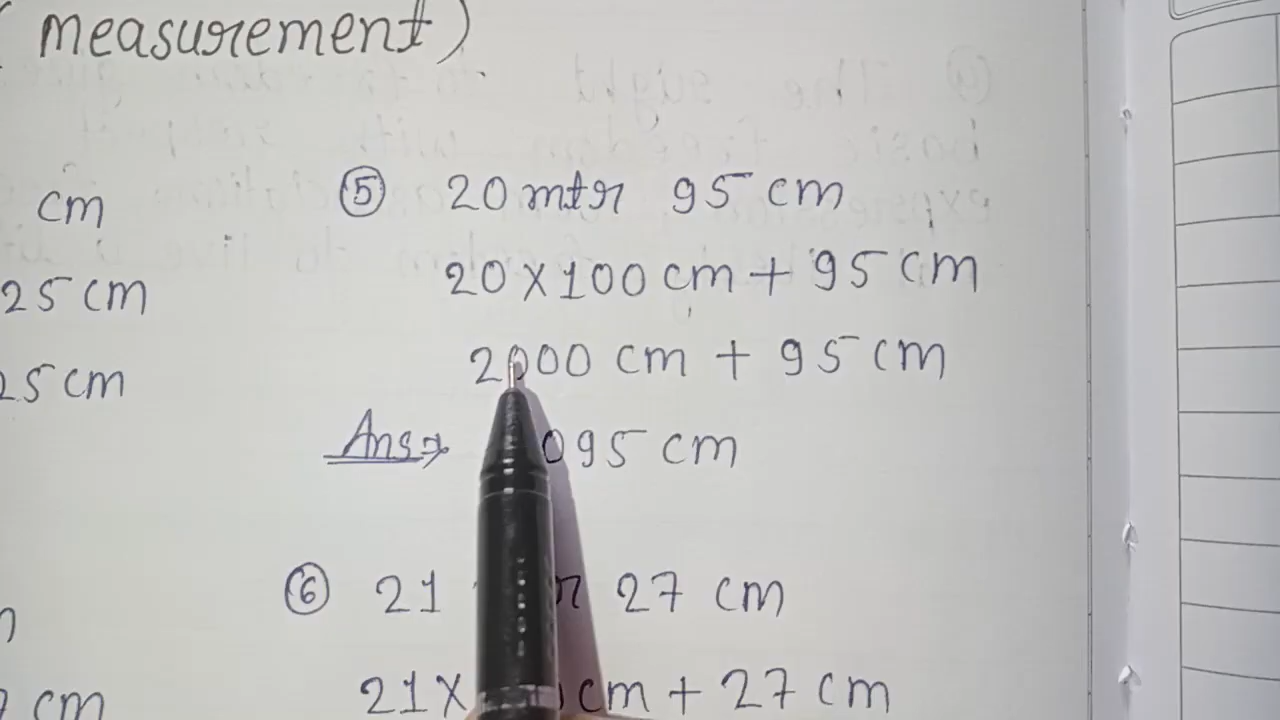 ( measurement)
cm
25 cm
25 cm
cm
⑤ 20 mtr 95 cm
20 x 100 cm + 95 cm
2000 cm + 95 cm
Ans⇒ 095 cm
⑥ 21 27 cm
21 x cm + 27 cm